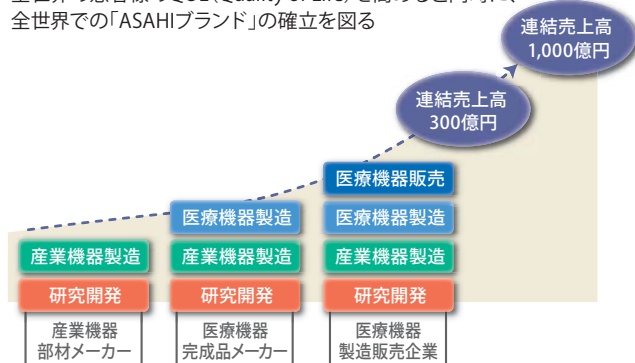 全世界での「ASAHIブランド」の確立を図る
連結売上高
1,000億円
連結売上高
300億円
医療機器販売
医療機器製造
医療機器製造
産業機器製造
産業機器製造
産業機器製造
研究開発
研究開発
研究開発
産業機器
部材メーカー
医療機器
完成品メーカー
医療機器
製造販売企業